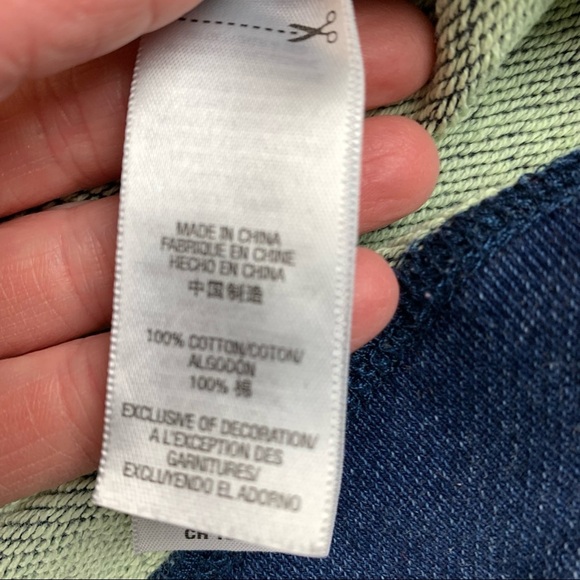 MADE IN CHINA
FABRIQUE EN CHINE
HECHO EN CHINA
中国制造
100% COTTON/COTON/
ALGODÓN
100% 棉
EXCLUSIVE OF DECORATION/
A L'EXCEPTION DES
GARNITURES/
EXCLUYENDO EL ADORNO